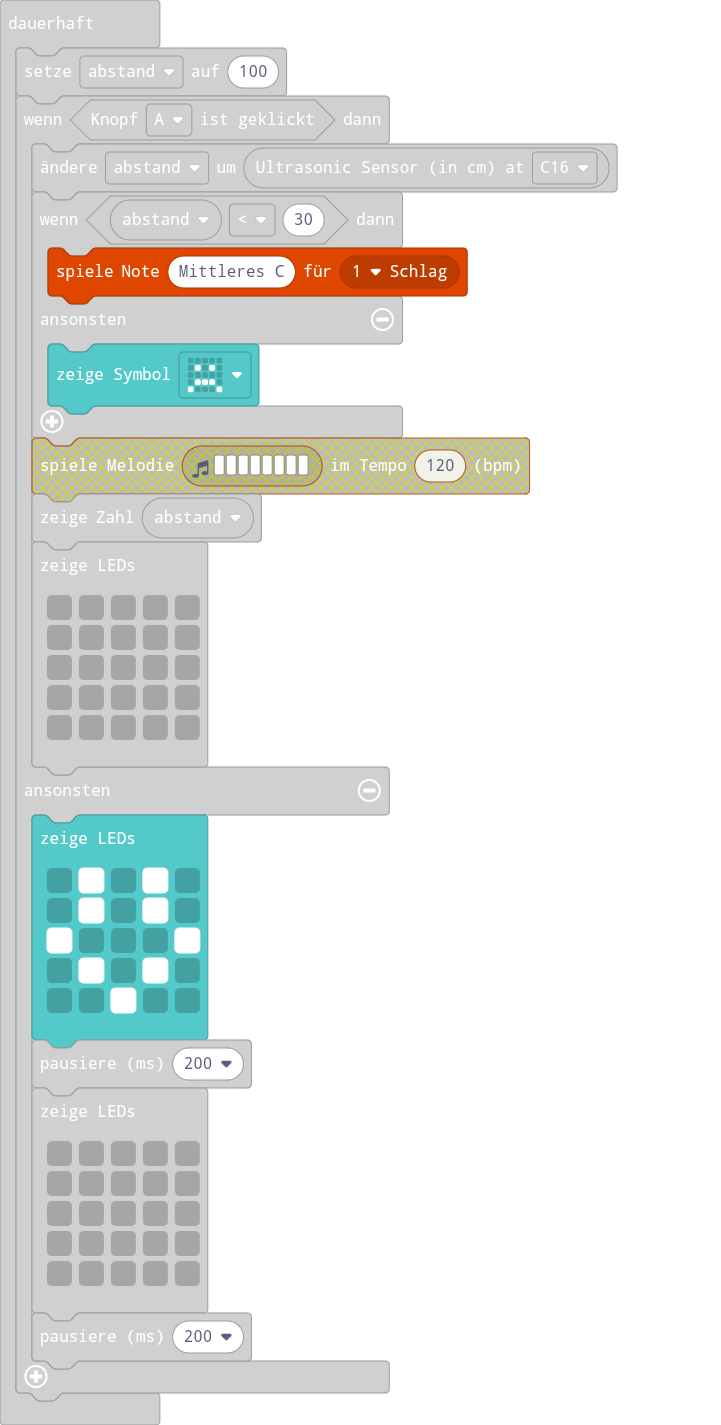 dauerhaft
setze abstand auf 100
wenn Knopf A ist geklickt dann
ändere abstand um Ultrasonic Sensor (in cm) at C16
wenn abstand < 30 dann
spiele Note Mittleres C für 1 Schlag
ansonsten
zeige Symbol
spiele Melodie im Tempo 120 (bpm)
zeige Zahl abstand
zeige LEDs
ansonsten
zeige LEDs
pausiere (ms) 200
zeige LEDs
pausiere (ms) 200